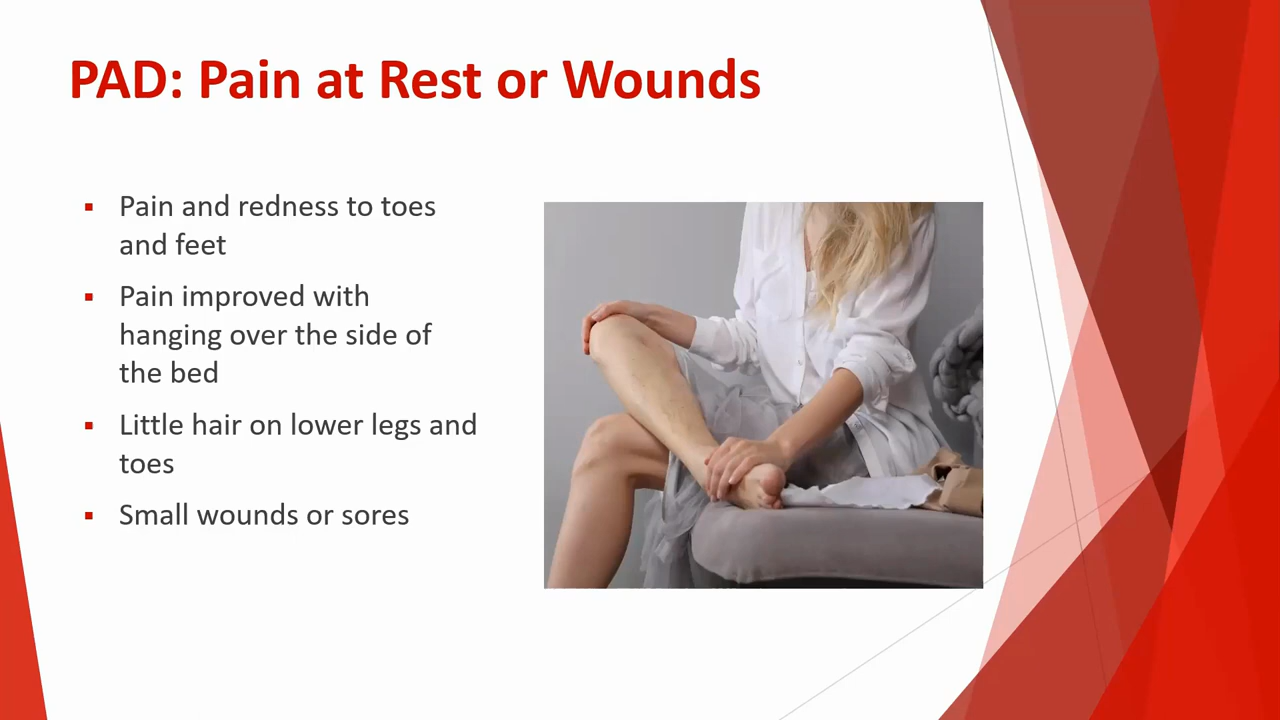 PAD: Pain at Rest or Wounds
Pain and redness to toes
and feet
Pain improved with
hanging over the side of
the bed
Little hair on lower legs and
toes
Small wounds or sores